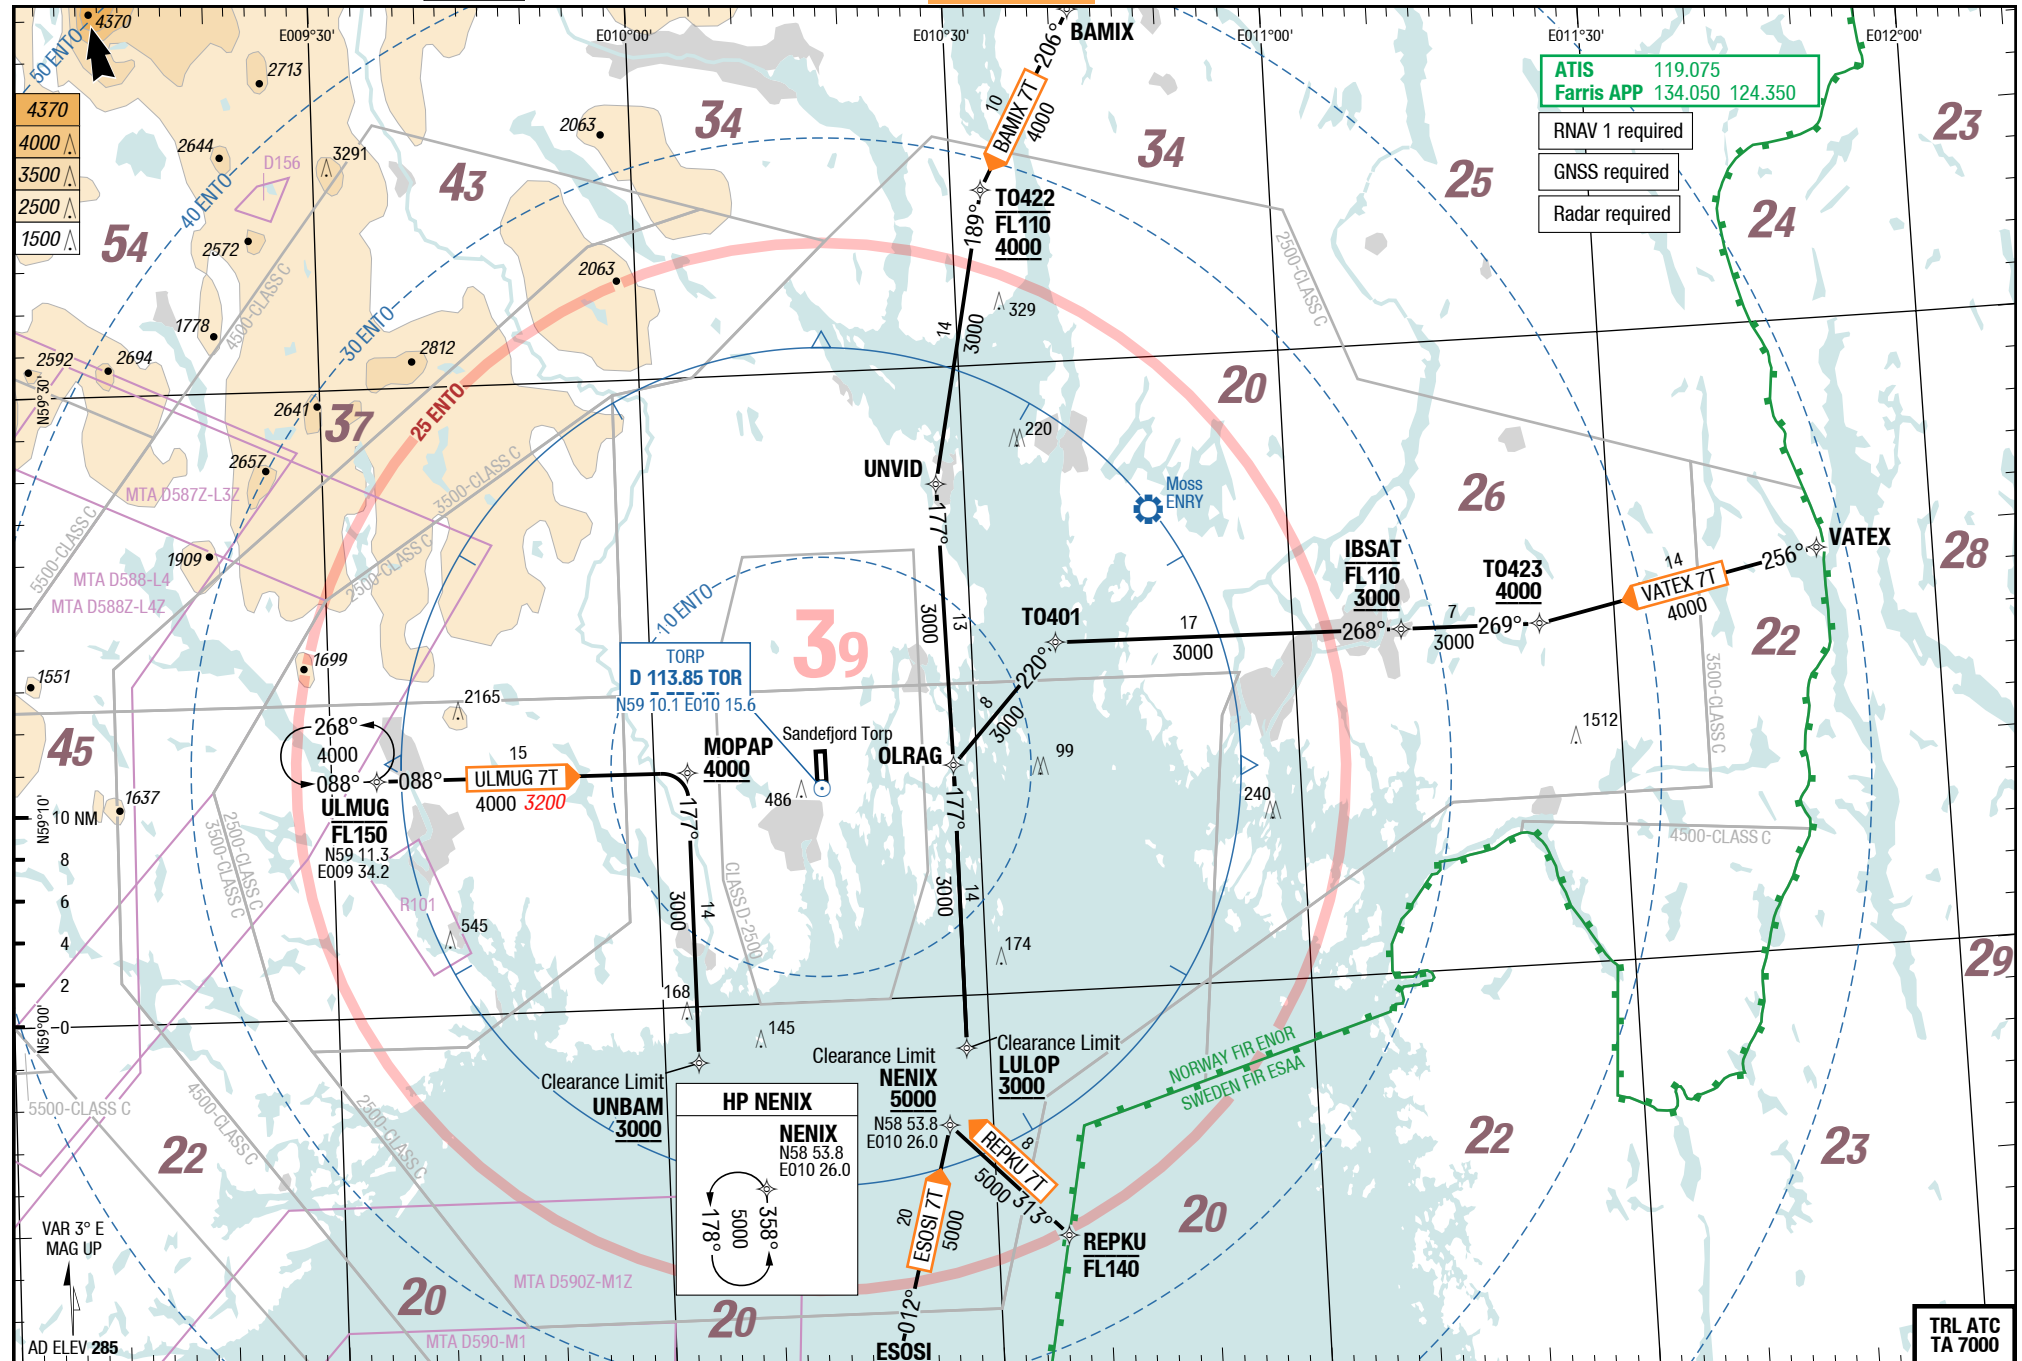 4370
50 ENTO
E009°30'
E010°00'
E010°30'
E011°00'
E011°30'
E012°00'
206°
BAMIX
10
BAMIX 7T
4000
ATIS 119.075
Farris APP 134.050 124.350
RNAV 1 required
GNSS required
Radar required
4370
4000
3500
2500
1500
2713
2644
D156
3291
2063
34
34
23
43
25
24
54
40 ENTO
2572
2063
TO422
FL110
4000
189°
2500-CLASS C
4500-CLASS C
1778
30 ENTO
329
14
3000
2592
2694
2812
N59°30'
2641
37
25 ENTO
20
220
2657
UNVID
Moss
ENRY
26
MTA D587Z-L3Z
3500-CLASS C
177°
5500-CLASS C
1909
MTA D588-L4
MTA D588Z-L4Z
2500-CLASS C
IBSAT
FL110
3000
TO423
4000
14
VATEX 7T
4000
256°
VATEX
28
10 ENTO
39
3000
13
TO401
17
3000
268°
7
3000
269°
220°
8
3000
22
3500-CLASS C
TORP
D 113.85 TOR
N59 10.1 E010 15.6
1699
1551
2165
45
268°
4000
088°
088°
15
ULMUG 7T
4000 3200
MOPAP
4000
Sandefjord Torp
486
OLRAG
99
1512
240
1637
ULMUG
FL150
N59 11.3
E009 34.2
177°
177°
N59°10'
10 NM
8
6
4
2
0
2500-CLASS C
3500-CLASS C
4500-CLASS C
R101
545
3000
14
CLASS D-2500
3000
14
174
29
168
145
N59°00'
Clearance Limit
UNBAM
3000
Clearance Limit
NENIX
5000
N58 53.8
E010 26.0
Clearance Limit
LULOP
3000
NORWAY FIR ENOR
SWEDEN FIR ESAA
5500-CLASS C
4500-CLASS C
2500-CLASS C
22
HP NENIX
NENIX
N58 53.8
E010 26.0
178°
5000
358°
8
REPKU 7T
5000
313°
REPKU
FL140
20
ESOSI 7T
5000
012°
ESOSI
22
23
20
20
20
VAR 3° E
MAG UP
AD ELEV 285
MTA D590Z-M1Z
MTA D590-M1
TRL ATC
TA 7000